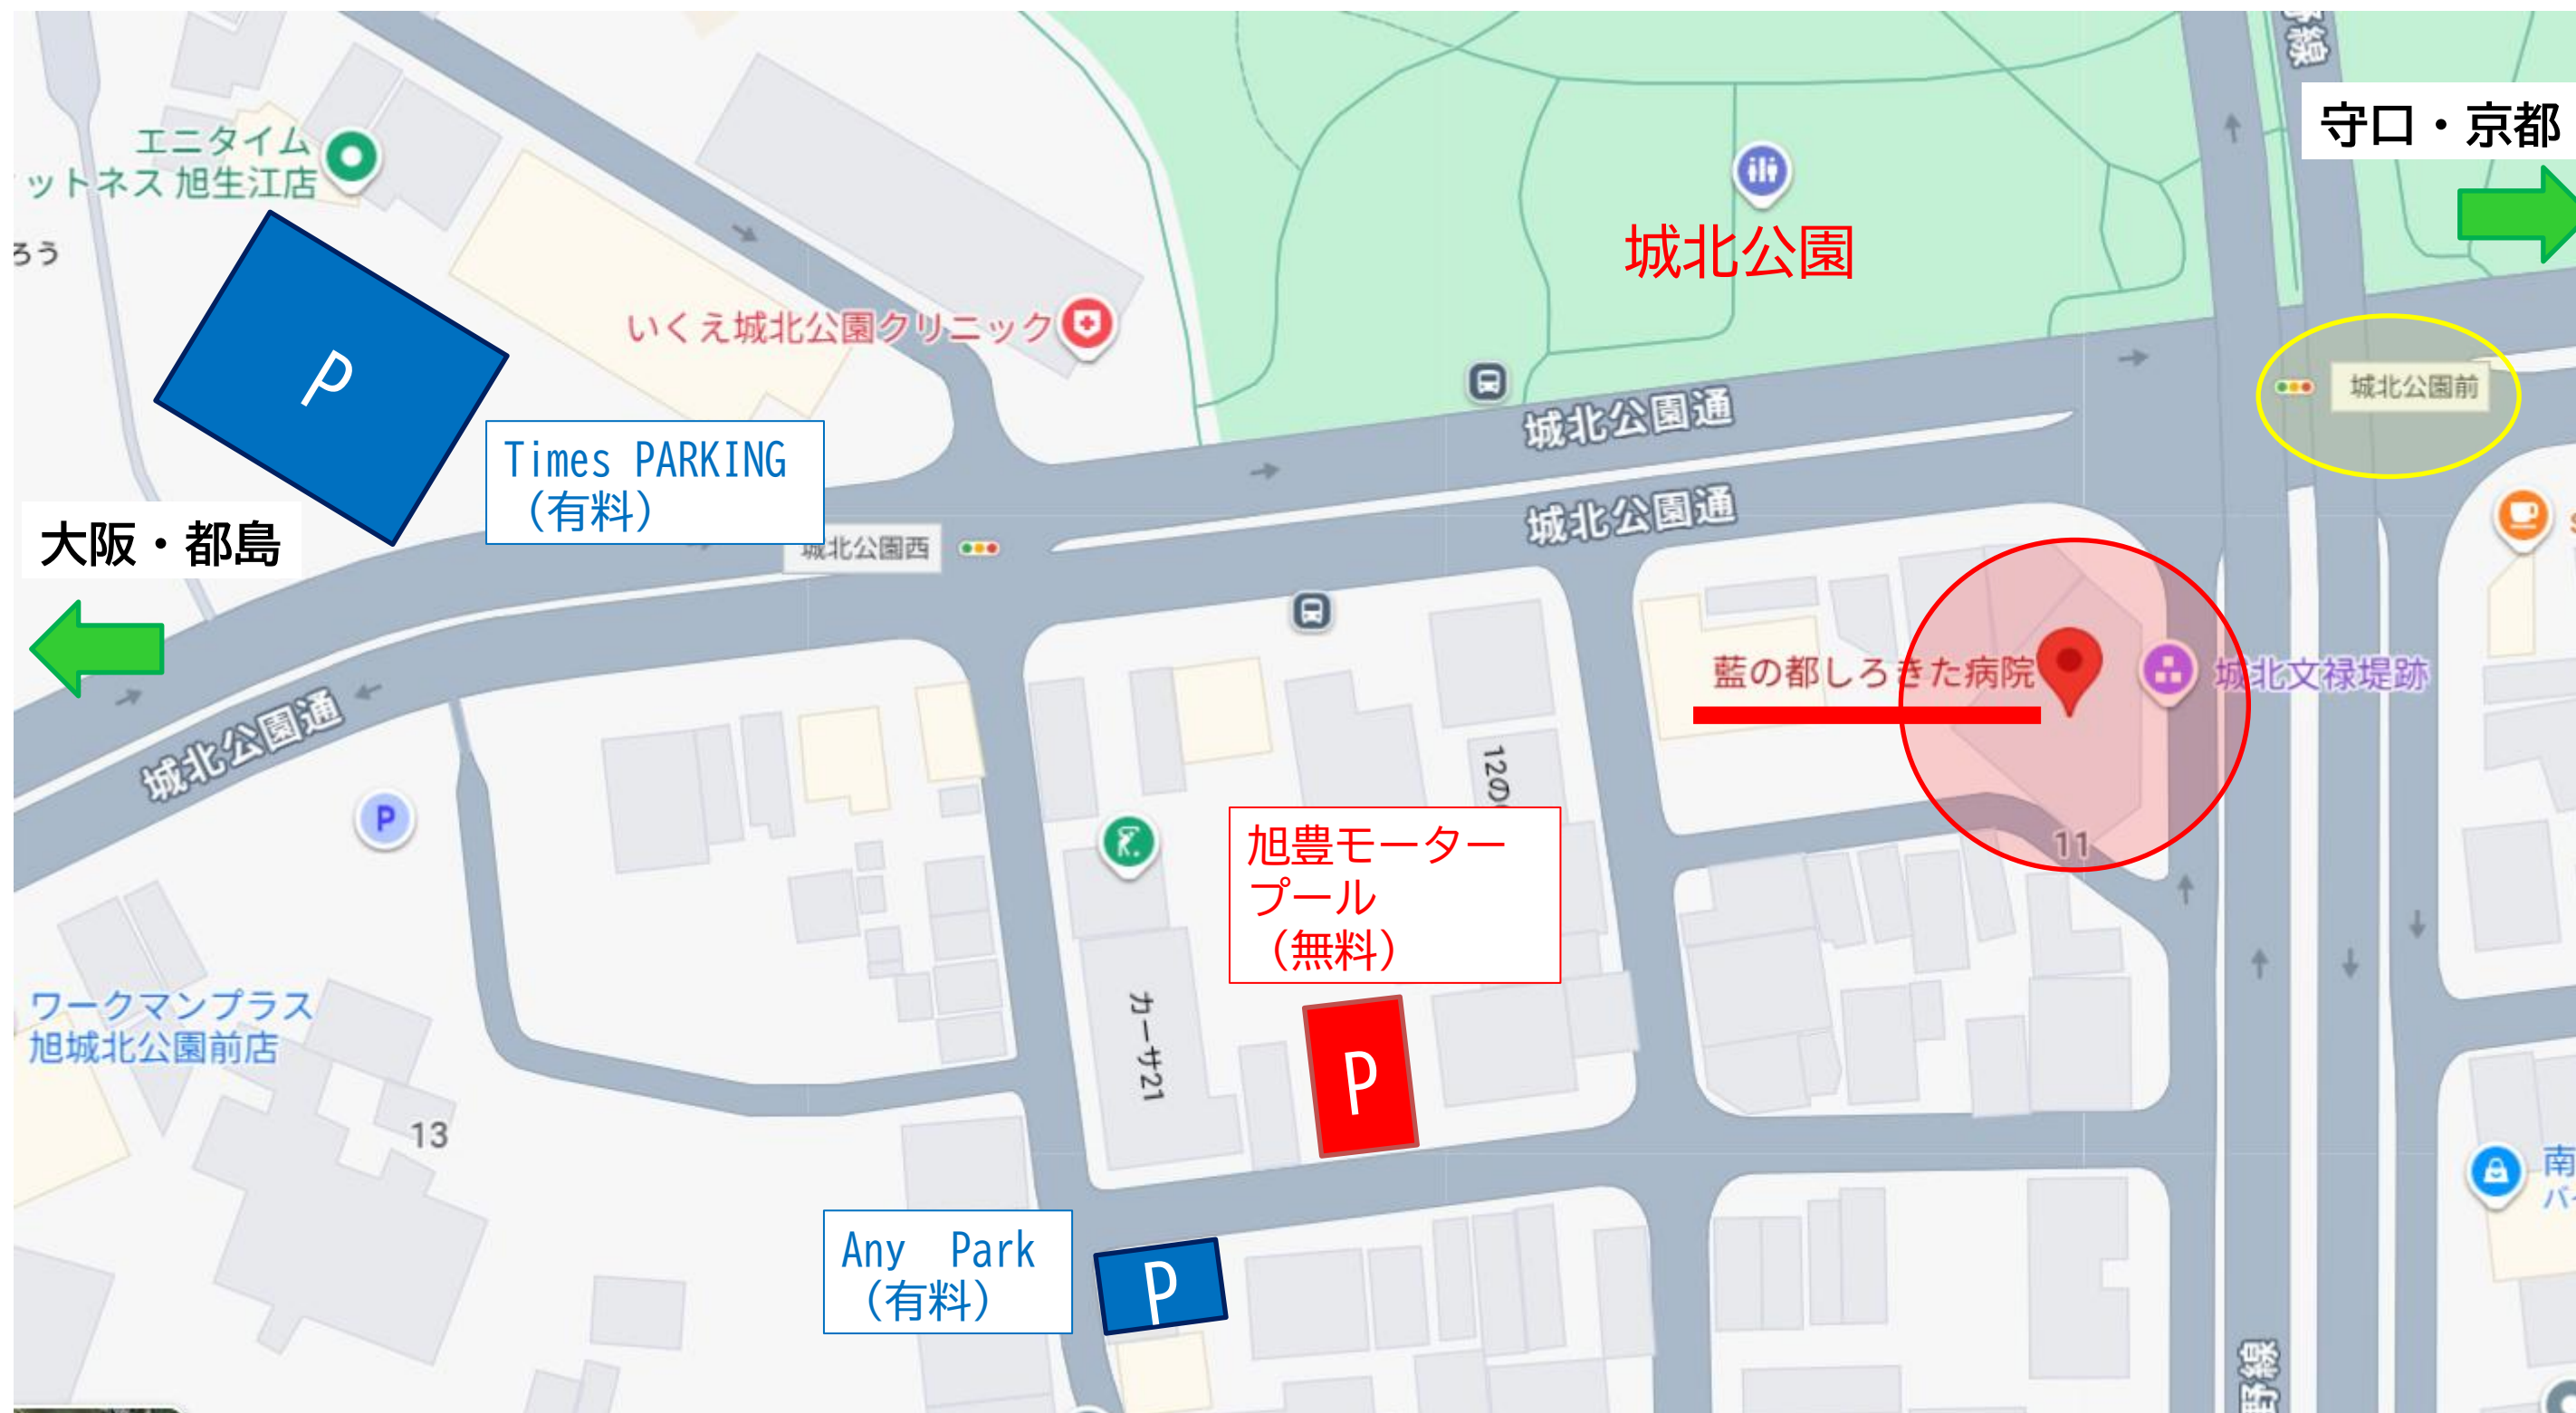 野線
守口・京都
エニタイム
ットネス 旭生江店
城北公園
ろう
いくえ城北公園クリニック
P
城北公園前
城北公園通
Times PARKING
（有料）
城北公園通
大阪・都島
城北公園西
藍の都しろきた病院
城北文禄堤跡
城北公園通
P
12の
11
旭豊モーター
プール
（無料）
ワークマンプラス
旭城北公園前店
カーサ21
P
13
南
バイ
Any　Park
（有料）
P
野線